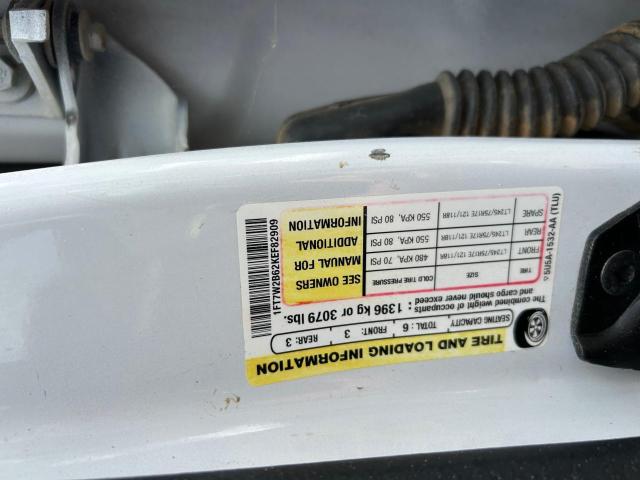 TIRE AND LOADING INFORMATION
SEATING CAPACITY
TOTAL : 6 FRONT: 3 REAR: 3
The combined weight of occupants and cargo should never exceed : 1396 kg or 3079 lbs.
TIRE SIZE COLD TIRE PRESSURE
FRONT LT245/75R17E 121/118R 480 KPA, 70 PSI
REAR LT245/75R17E 121/118R 550 KPA, 80 PSI
SPARE LT245/75R17E 121/118R 550 KPA, 80 PSI
SEE OWNERS
MANUAL FOR
ADDITIONAL
INFORMATION
5U5A-1532-AA (TLU)
1FT7W2B62KEF82909